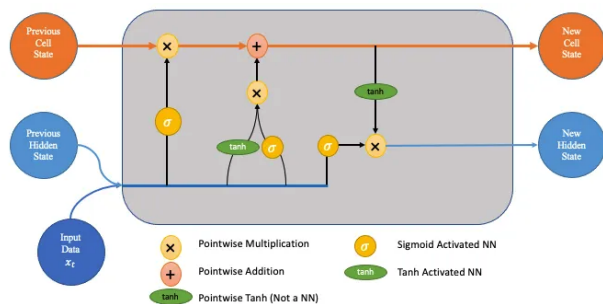 Previous
Cell
State
New
Cell
State
×
+
tanh
×
σ
Previous
Hidden
State
tanh
σ
σ
×
New
Hidden
State
Input
Data
xₜ
× Pointwise Multiplication
σ Sigmoid Activated NN
+ Pointwise Addition
tanh Tanh Activated NN
tanh Pointwise Tanh (Not a NN)